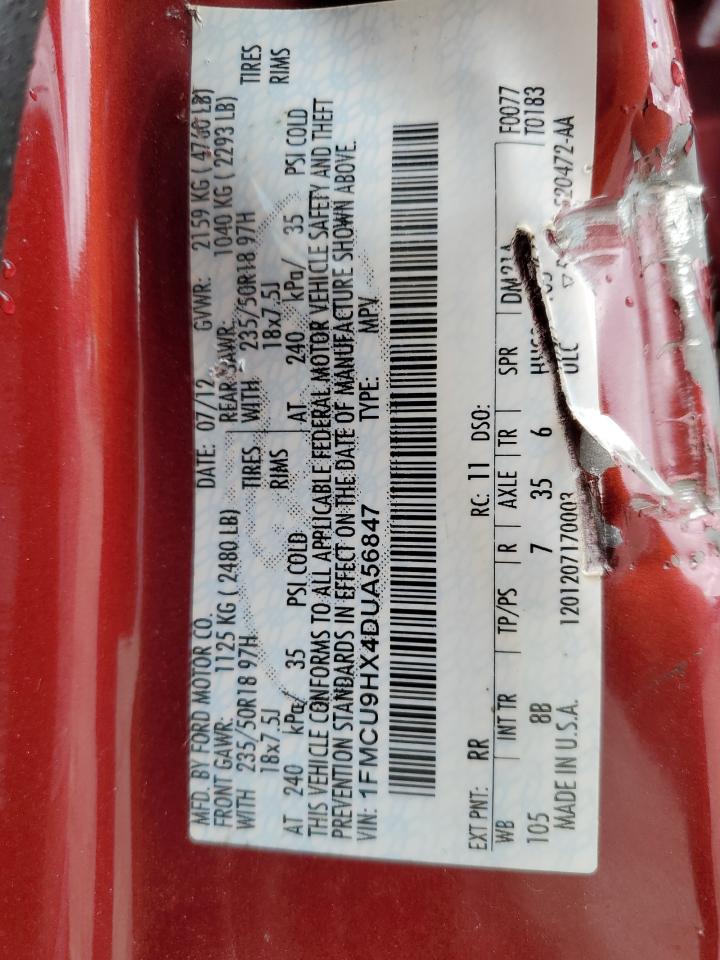 MFD. BY FORD MOTOR CO. DATE: 07/12 GVWR: 2159 KG ( 4760 LB)
FRONT GAWR: 1125 KG ( 2480 LB) REAR GAWR: 1040 KG ( 2293 LB)
WITH 235/50R18 97H TIRES WITH 235/50R18 97H TIRES
18x7.5J RIMS 18x7.5J RIMS
AT 240 kPa/ 35 PSI COLD AT 240 kPa/ 35 PSI COLD
THIS VEHICLE CONFORMS TO ALL APPLICABLE FEDERAL MOTOR VEHICLE SAFETY AND THEFT
PREVENTION STANDARDS IN EFFECT ON THE DATE OF MANUFACTURE SHOWN ABOVE.
VIN: 1FMCU9HX4DUA56847 TYPE: MPV
EXT PNT: RR RC: 11 DSO:
WB INT TR TP/PS R AXLE TR SPR F0077
105 8B 7 35 6 T0183
MADE IN U.S.A. 1201207170003 ULC